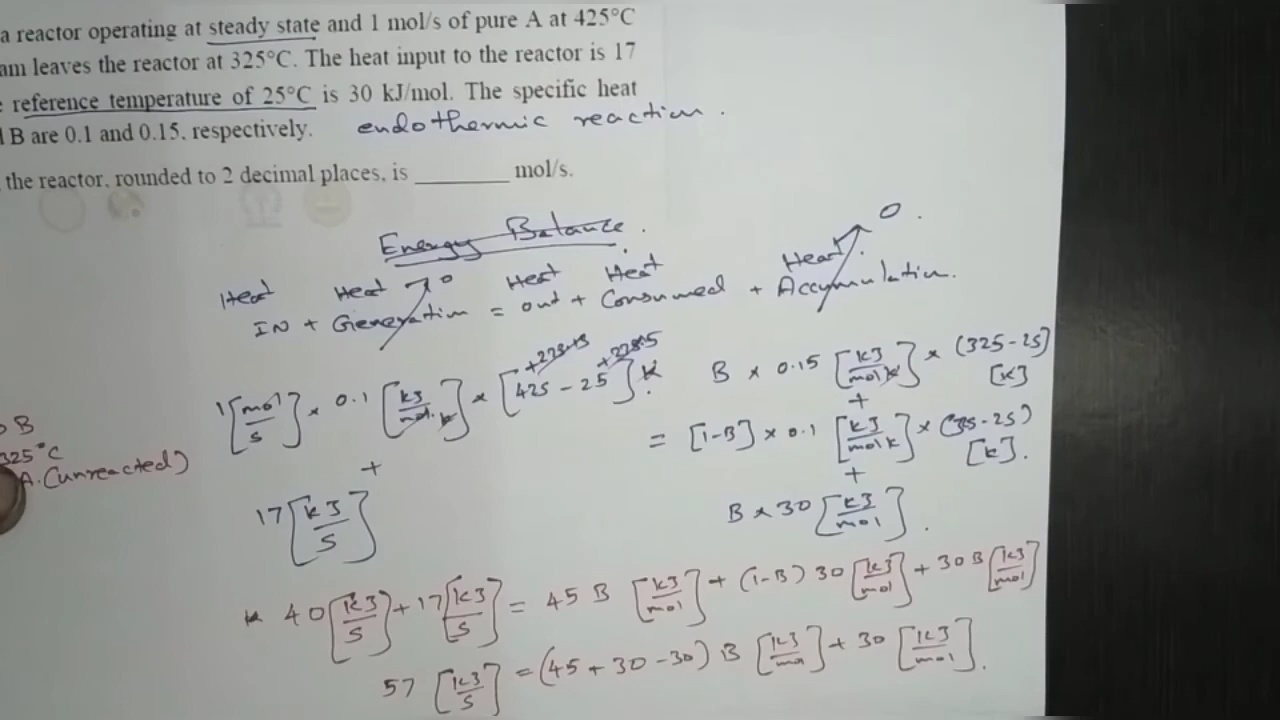 a reactor operating at steady state and 1 mol/s of pure A at 425°C
am leaves the reactor at 325°C. The heat input to the reactor is 17
e reference temperature of 25°C is 30 kJ/mol. The specific heat
l B are 0.1 and 0.15, respectively. endothermic reaction.
the reactor, rounded to 2 decimal places, is ________ mol/s.
Energy Balance.
Heat IN + Heat Generation → 0 = Heat out + Heat Consumed + Heat Accumulation → 0.
1 [mol/s] × 0.1 [kJ/mol.k] × [425 - 25] k. B × 0.15 [kJ/mol k] × (325-25) [k]
B
325°C
A. (unreacted)
+
= [1-B] × 0.1 [kJ/mol k] × (35-25) [k].
+ +
17 [kJ/s] B × 30 [kJ/mol].
40 [kJ/s] + 17 [kJ/s] = 45 B [kJ/mol] + (1-B) 30 [kJ/mol] + 30 B [kJ/mol]
57 [kJ/s] = (45 + 30 - 30) B [kJ/mo] + 30 [kJ/mol].